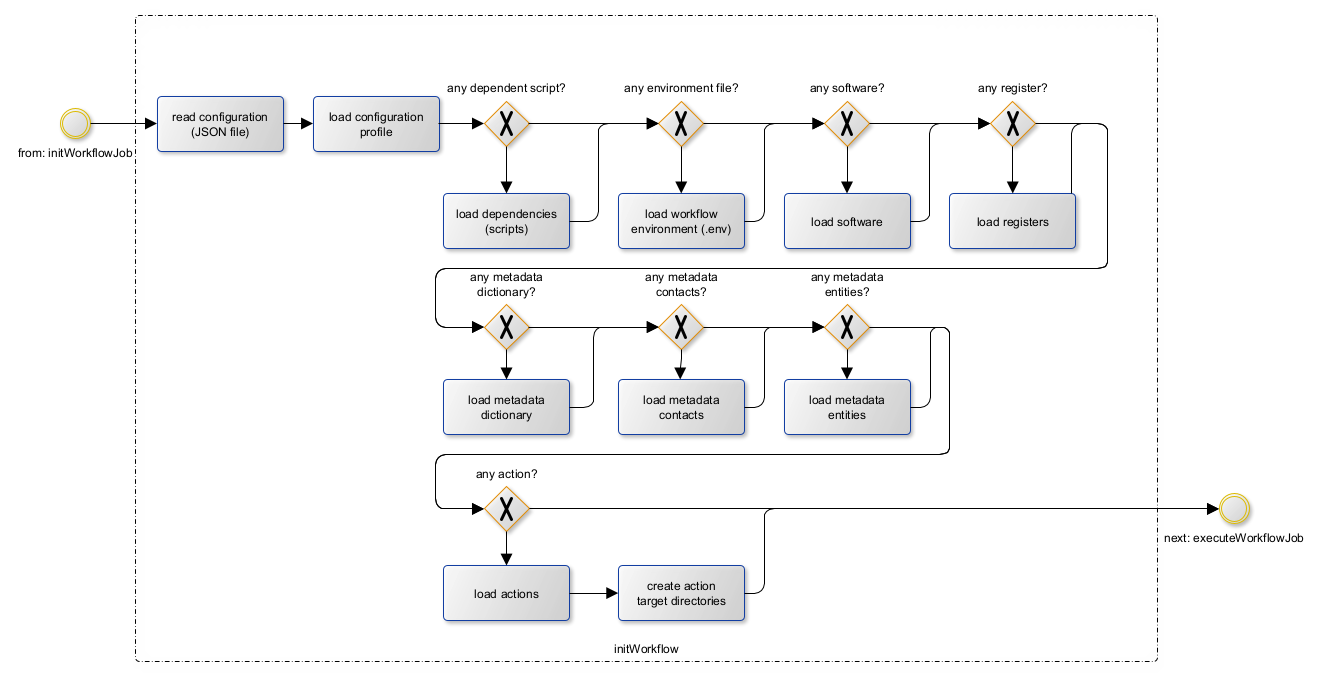 any dependent script?
any environment file?
any software?
any register?
read configuration
(JSON file)
load configuration
profile
from: initWorkflowJob
load dependencies
(scripts)
load workflow
environment (.env)
load software
load registers
any metadata
dictionary?
any metadata
contacts?
any metadata
entities?
load metadata
dictionary
load metadata
contacts
load metadata
entities
any action?
next: executeWorkflowJob
load actions
create action
target directories
initWorkflow